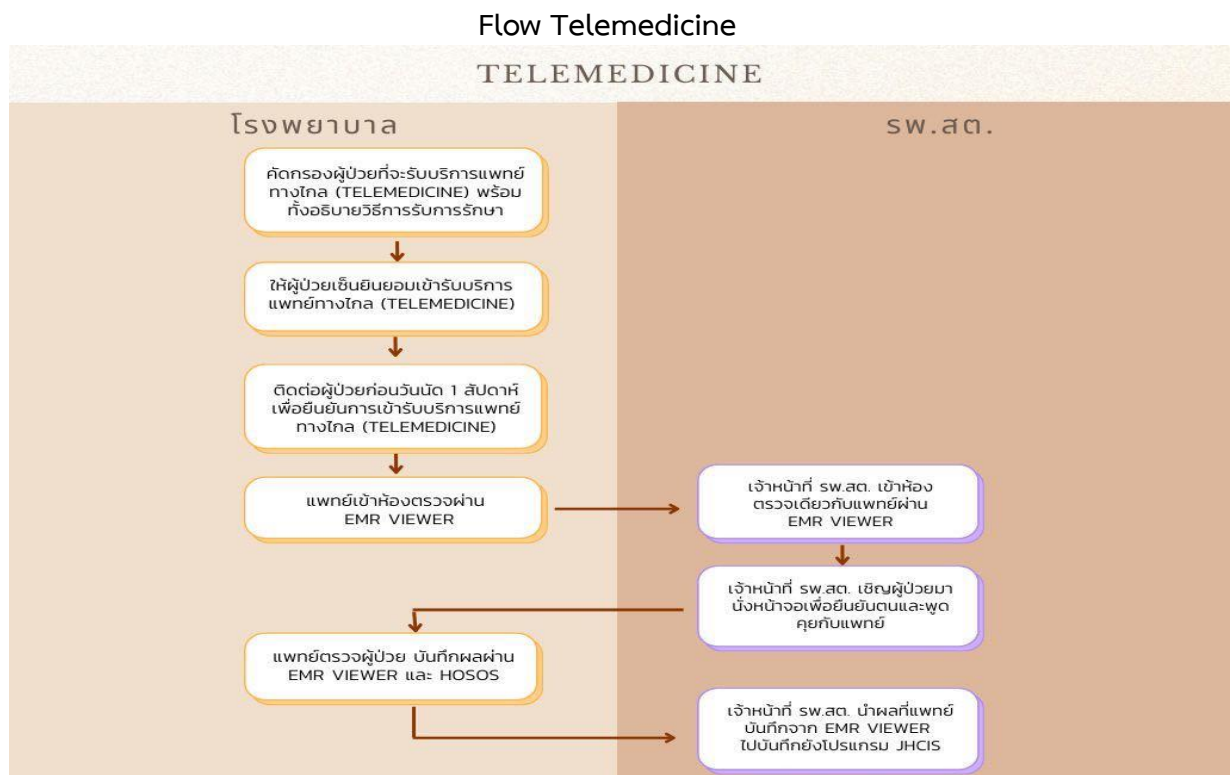 Flow Telemedicine
TELEMEDICINE
โรงพยาบาล
รพ.สต.
คัดกรองผู้ป่วยที่จะรับบริการแพทย์
ทางไกล (TELEMEDICINE) พร้อม
ทั้งอธิบายวิธีการรับการรักษา
ให้ผู้ป่วยเซ็นยินยอมเข้ารับบริการ
แพทย์ทางไกล (TELEMEDICINE)
ติดต่อผู้ป่วยก่อนวันนัด 1 สัปดาห์
เพื่อยืนยันการเข้ารับบริการแพทย์
ทางไกล (TELEMEDICINE)
แพทย์เข้าห้องตรวจผ่าน
EMR VIEWER
เจ้าหน้าที่ รพ.สต. เข้าห้อง
ตรวจเดียวกับแพทย์ผ่าน
EMR VIEWER
เจ้าหน้าที่ รพ.สต. เชิญผู้ป่วยมา
นั่งหน้าจอเพื่อยืนยันตนและพูด
คุยกับแพทย์
แพทย์ตรวจผู้ป่วย บันทึกผลผ่าน
EMR VIEWER และ HOSOS
เจ้าหน้าที่ รพ.สต. นำผลที่แพทย์
บันทึกจาก EMR VIEWER
ไปบันทึกยังโปรแกรม JHCIS